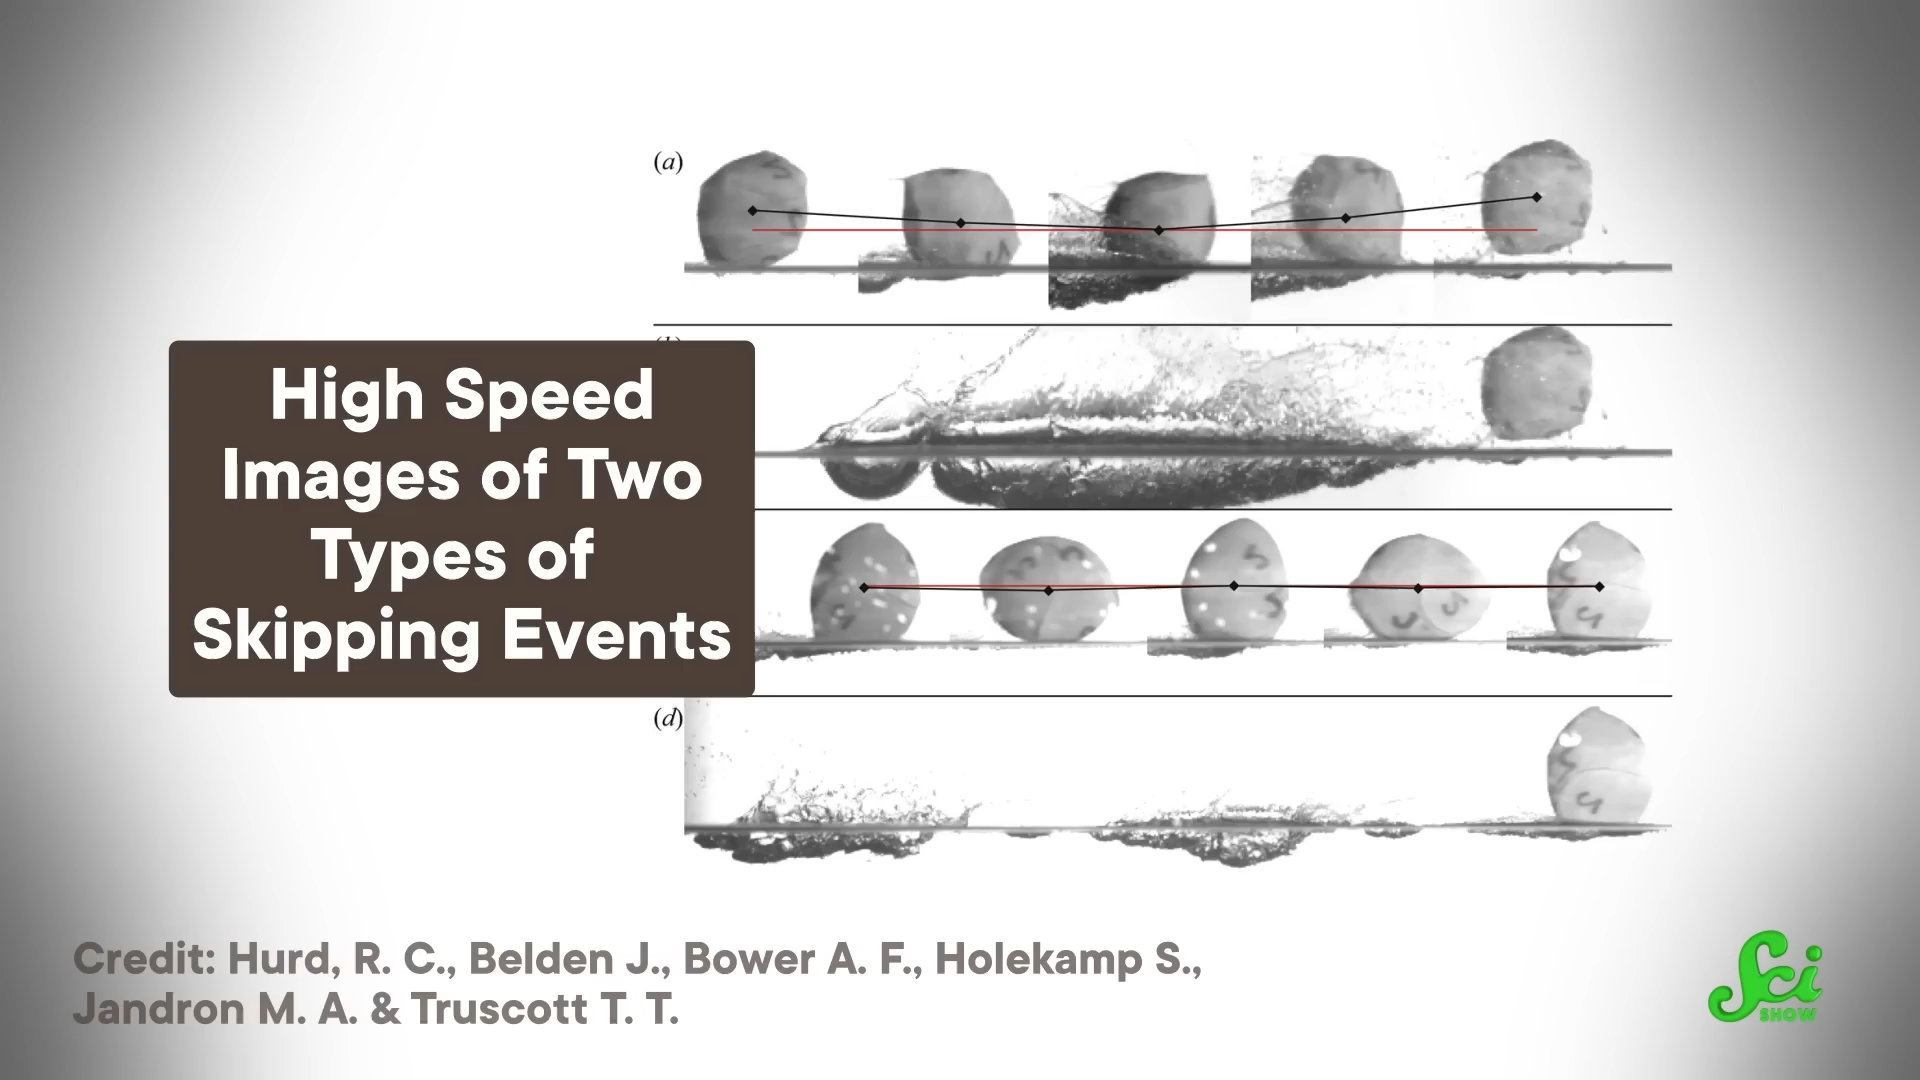 (a)
High Speed
Images of Two
Types of
Skipping Events
(d)
Credit: Hurd, R. C., Belden J., Bower A. F., Holekamp S.,
Jandron M. A. & Truscott T. T.
Sci
SHOW